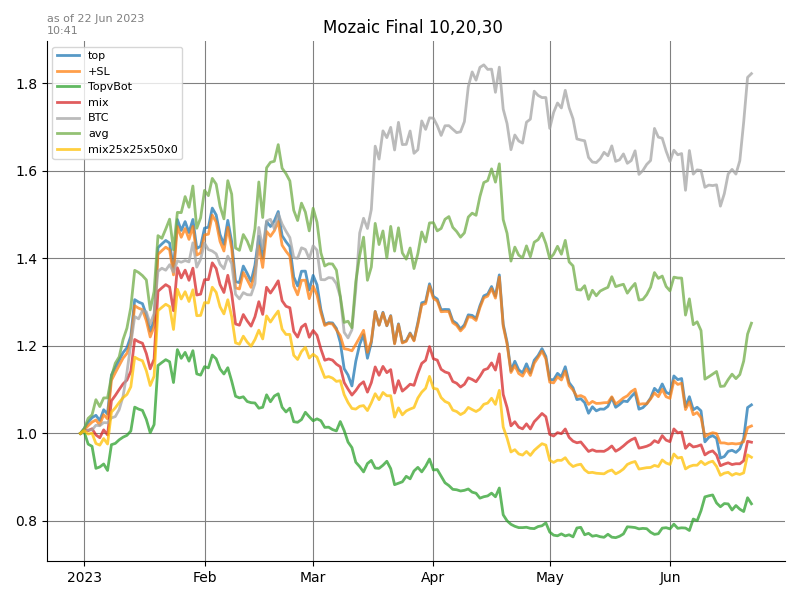 as of 22 Jun 2023
10:41
Mozaic Final 10,20,30
top
+SL
TopvBot
mix
BTC
avg
mix25x25x50x0
1.8
1.6
1.4
1.2
1.0
0.8
2023 Feb Mar Apr May Jun